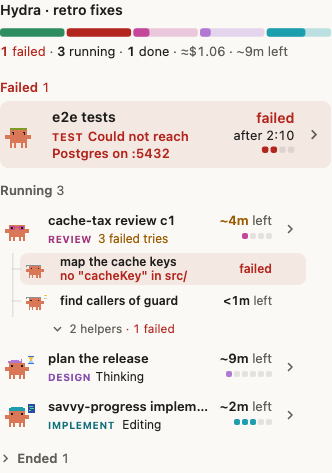 Hydra · retro fixes
1 failed · 3 running · 1 done · ≈$1.06 · ~9m left
Failed 1
e2e tests
failed
TEST Could not reach
Postgres on :5432
after 2:10
Running 3
cache-tax review c1
~4m left
REVIEW 3 failed tries
map the cache keys
no "cacheKey" in src/
failed
find callers of guard
<1m left
2 helpers · 1 failed
plan the release
~9m left
DESIGN Thinking
savvy-progress implem...
~2m left
IMPLEMENT Editing
Ended 1